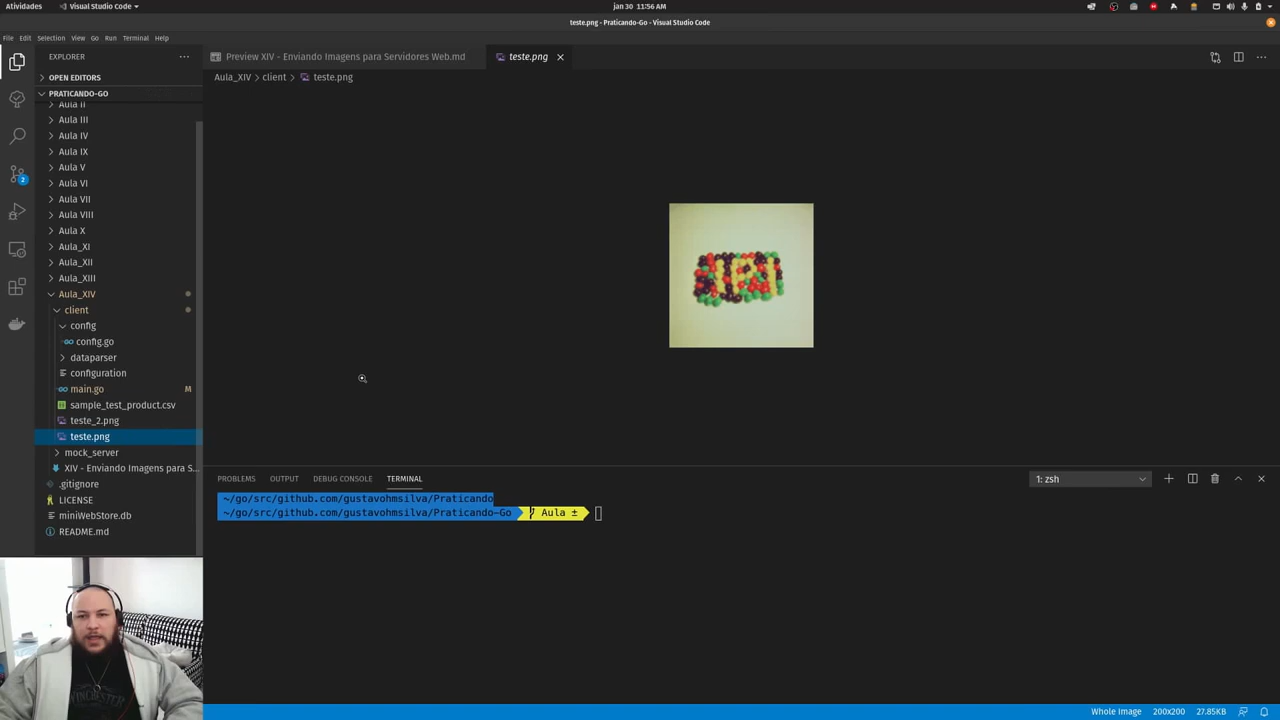 Atividades
Visual Studio Code
jan 30 11:56 AM
teste.png - Praticando-Go - Visual Studio Code
File Edit Selection View Go Run Terminal Help
EXPLORER
OPEN EDITORS
PRATICANDO-GO
Aula II
Aula III
Aula IV
Aula IX
Aula V
Aula VI
Aula VII
Aula VIII
Aula X
Aula_XI
Aula_XII
Aula_XIII
Aula_XIV
client
config
config.go
dataparser
configuration
main.go M
sample_test_product.csv
teste_2.png
teste.png
mock_server
XIV - Enviando Imagens para S...
.gitignore
LICENSE
miniWebStore.db
README.md
2
Preview XIV - Enviando Imagens para Servidores Web.md
teste.png
Aula_XIV > client > teste.png
PROBLEMS OUTPUT DEBUG CONSOLE TERMINAL
1: zsh
~/go/src/github.com/gustavohmsilva/Praticando
~/go/src/github.com/gustavohmsilva/Praticando-Go Aula ±
WINCHESTER
Whole Image 200x200 27.85KB